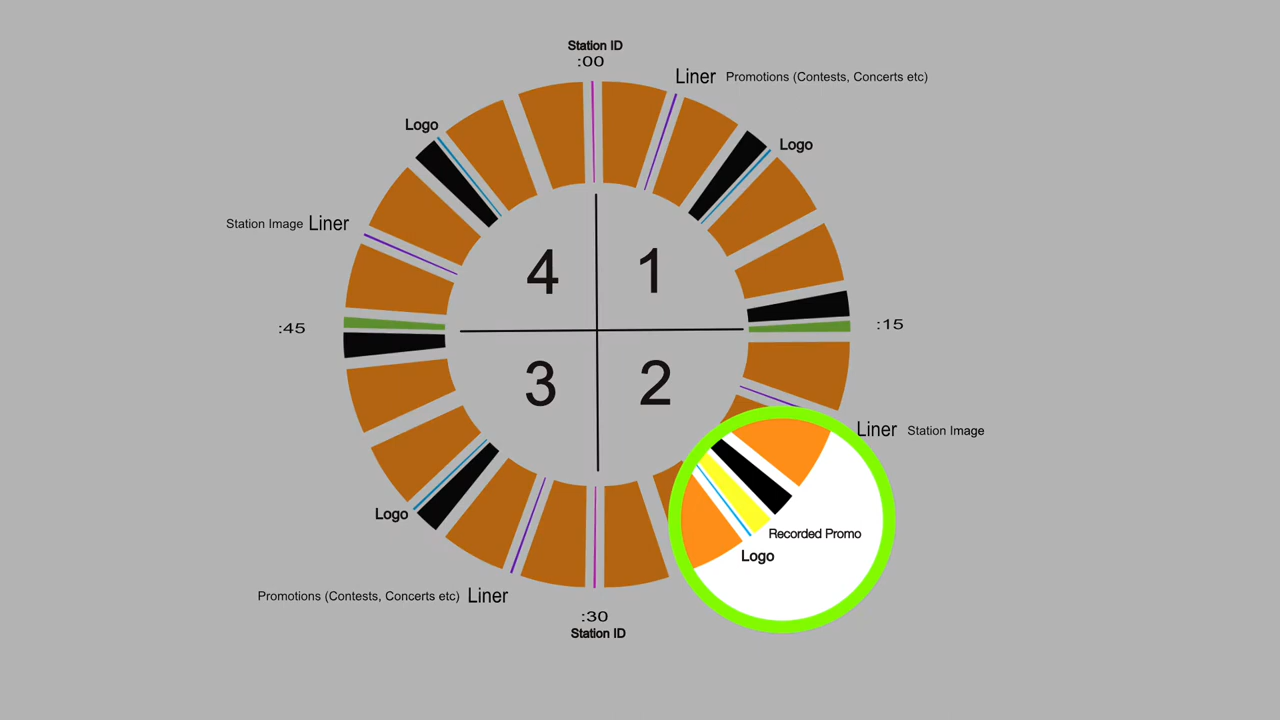 Station ID
:00
Liner Promotions (Contests, Concerts etc)
Logo
Logo
Station Image Liner
4
1
:45
:15
3
2
Liner Station Image
Logo
Recorded Promo
Logo
Promotions (Contests, Concerts etc) Liner
:30
Station ID